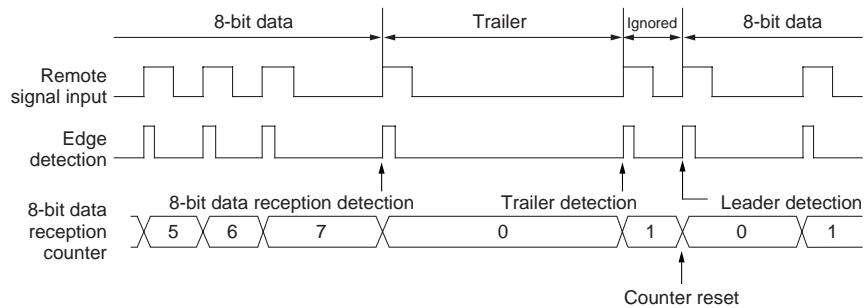 8-bit data Trailer Ignored 8-bit data
Remote
signal input
Edge
detection
8-bit data reception detection Trailer detection Leader detection
8-bit data
reception
counter
5 6 7 0 1 0 1
Counter reset